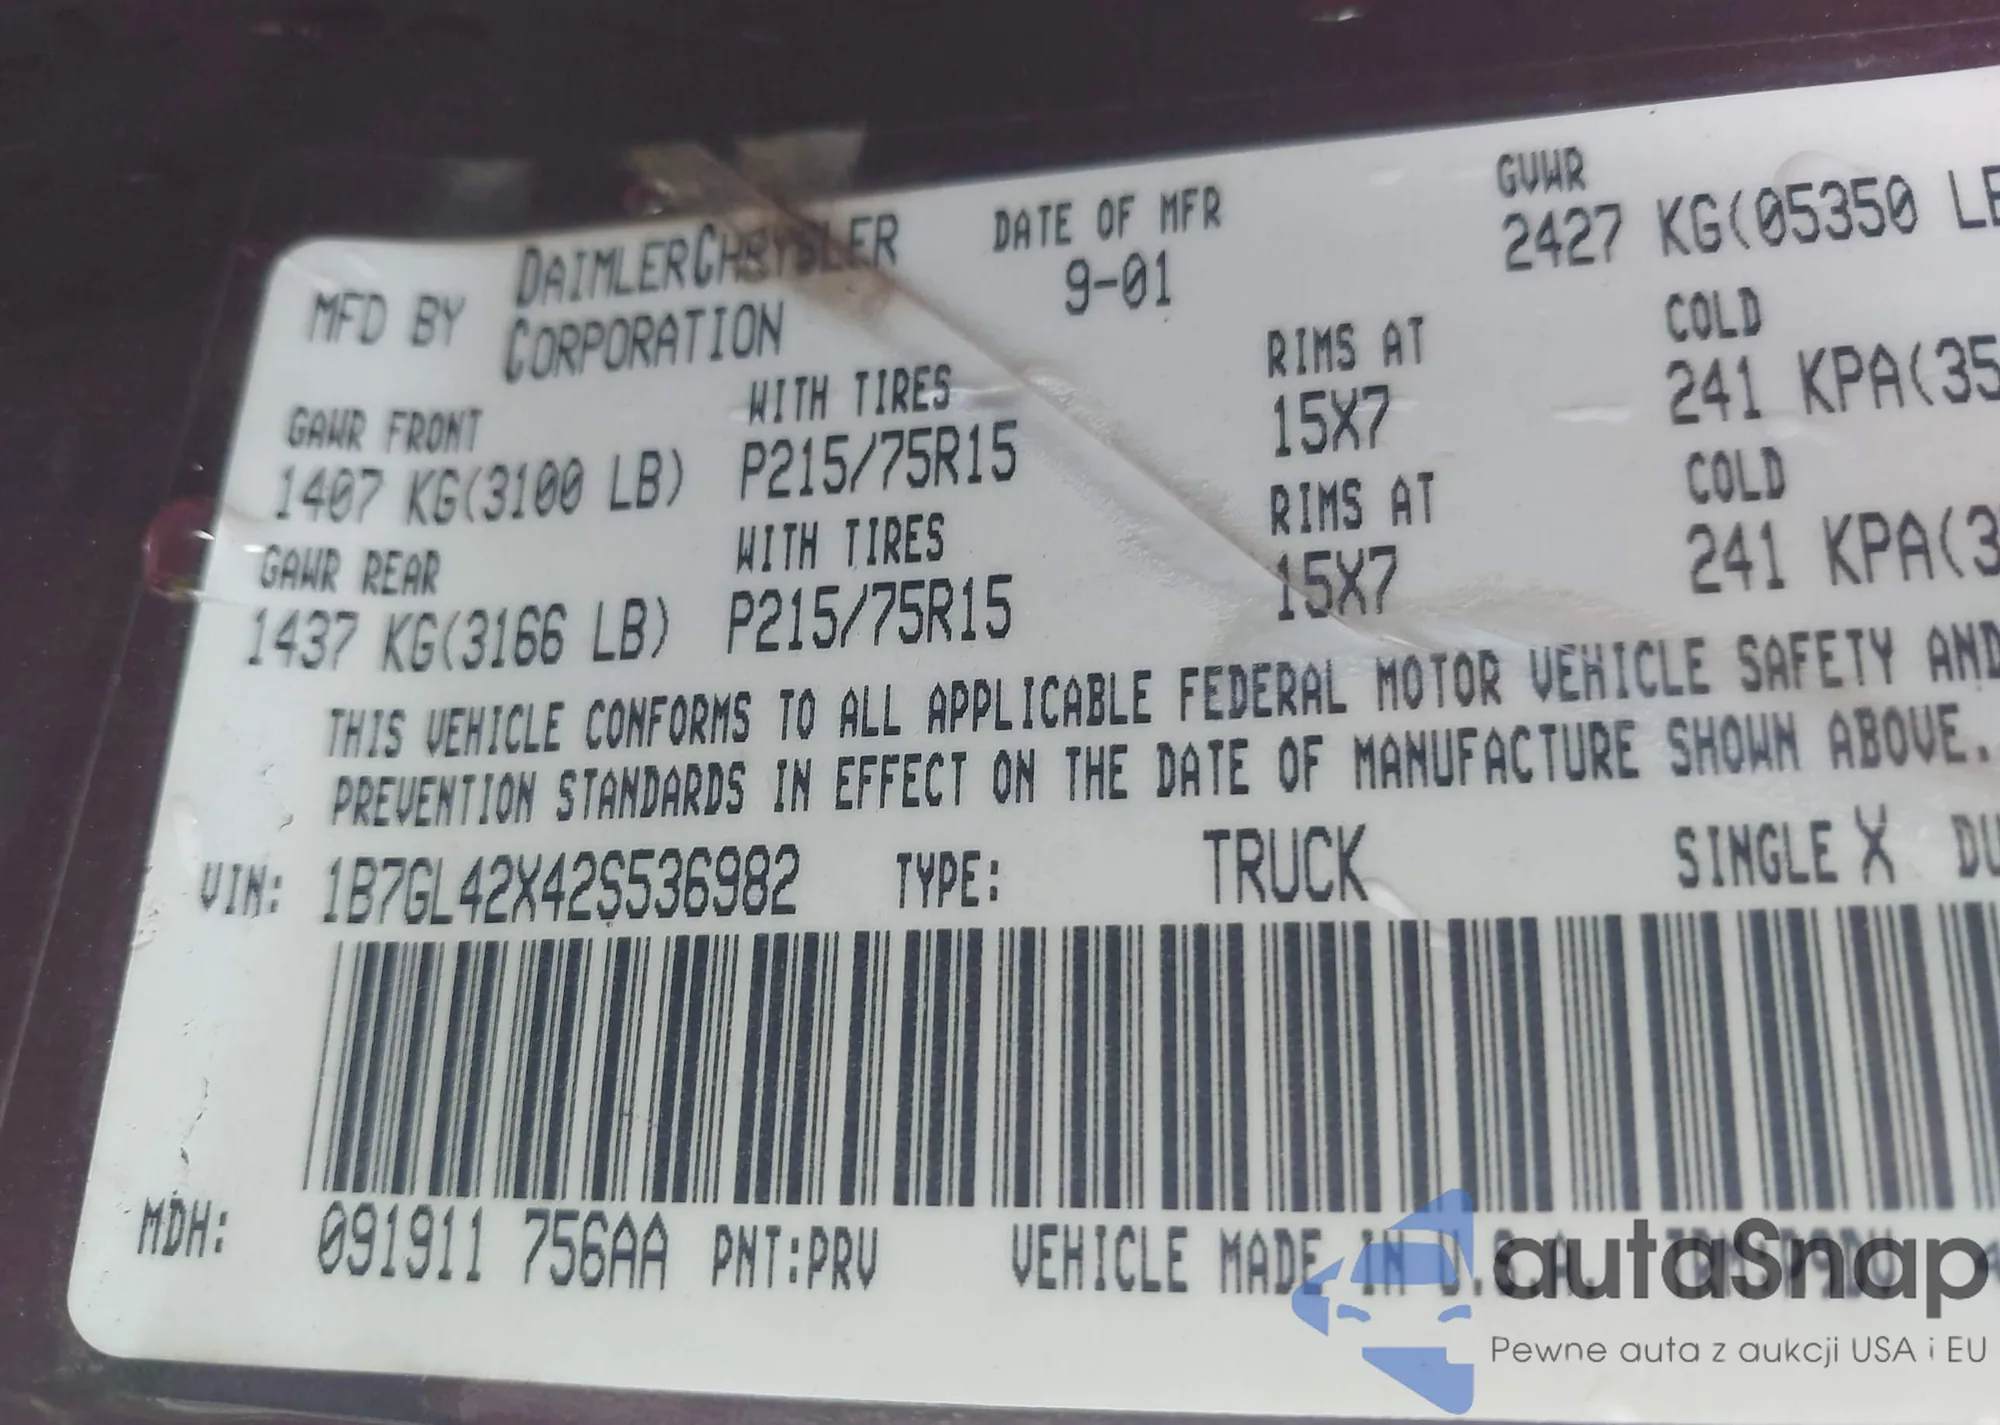 MFD BY DAIMLERCHRYSLER CORPORATION
DATE OF MFR
9-01
GVWR
2427 KG(05350 LB
GAWR FRONT WITH TIRES RIMS AT COLD
1407 KG(3100 LB) P215/75R15 15X7 241 KPA(35
GAWR REAR WITH TIRES RIMS AT COLD
1437 KG(3166 LB) P215/75R15 15X7 241 KPA(3
THIS VEHICLE CONFORMS TO ALL APPLICABLE FEDERAL MOTOR VEHICLE SAFETY AND
PREVENTION STANDARDS IN EFFECT ON THE DATE OF MANUFACTURE SHOWN ABOVE.
VIN: 1B7GL42X42S536982 TYPE: TRUCK SINGLE X DU
MDH: 091911 756AA PNT:PRV VEHICLE MADE IN U.S.A.
autaSnap
Pewne auta z aukcji USA i EU